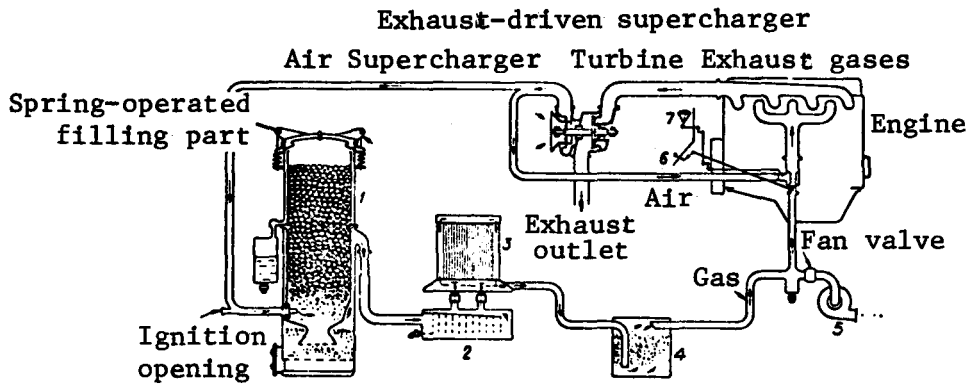 Exhaust-driven supercharger
Air Supercharger Turbine Exhaust gases
Spring-operated
filling part
Engine
7
6
1
Air
Exhaust
outlet
3
Fan valve
Gas
Ignition
opening
2
4
5 ...